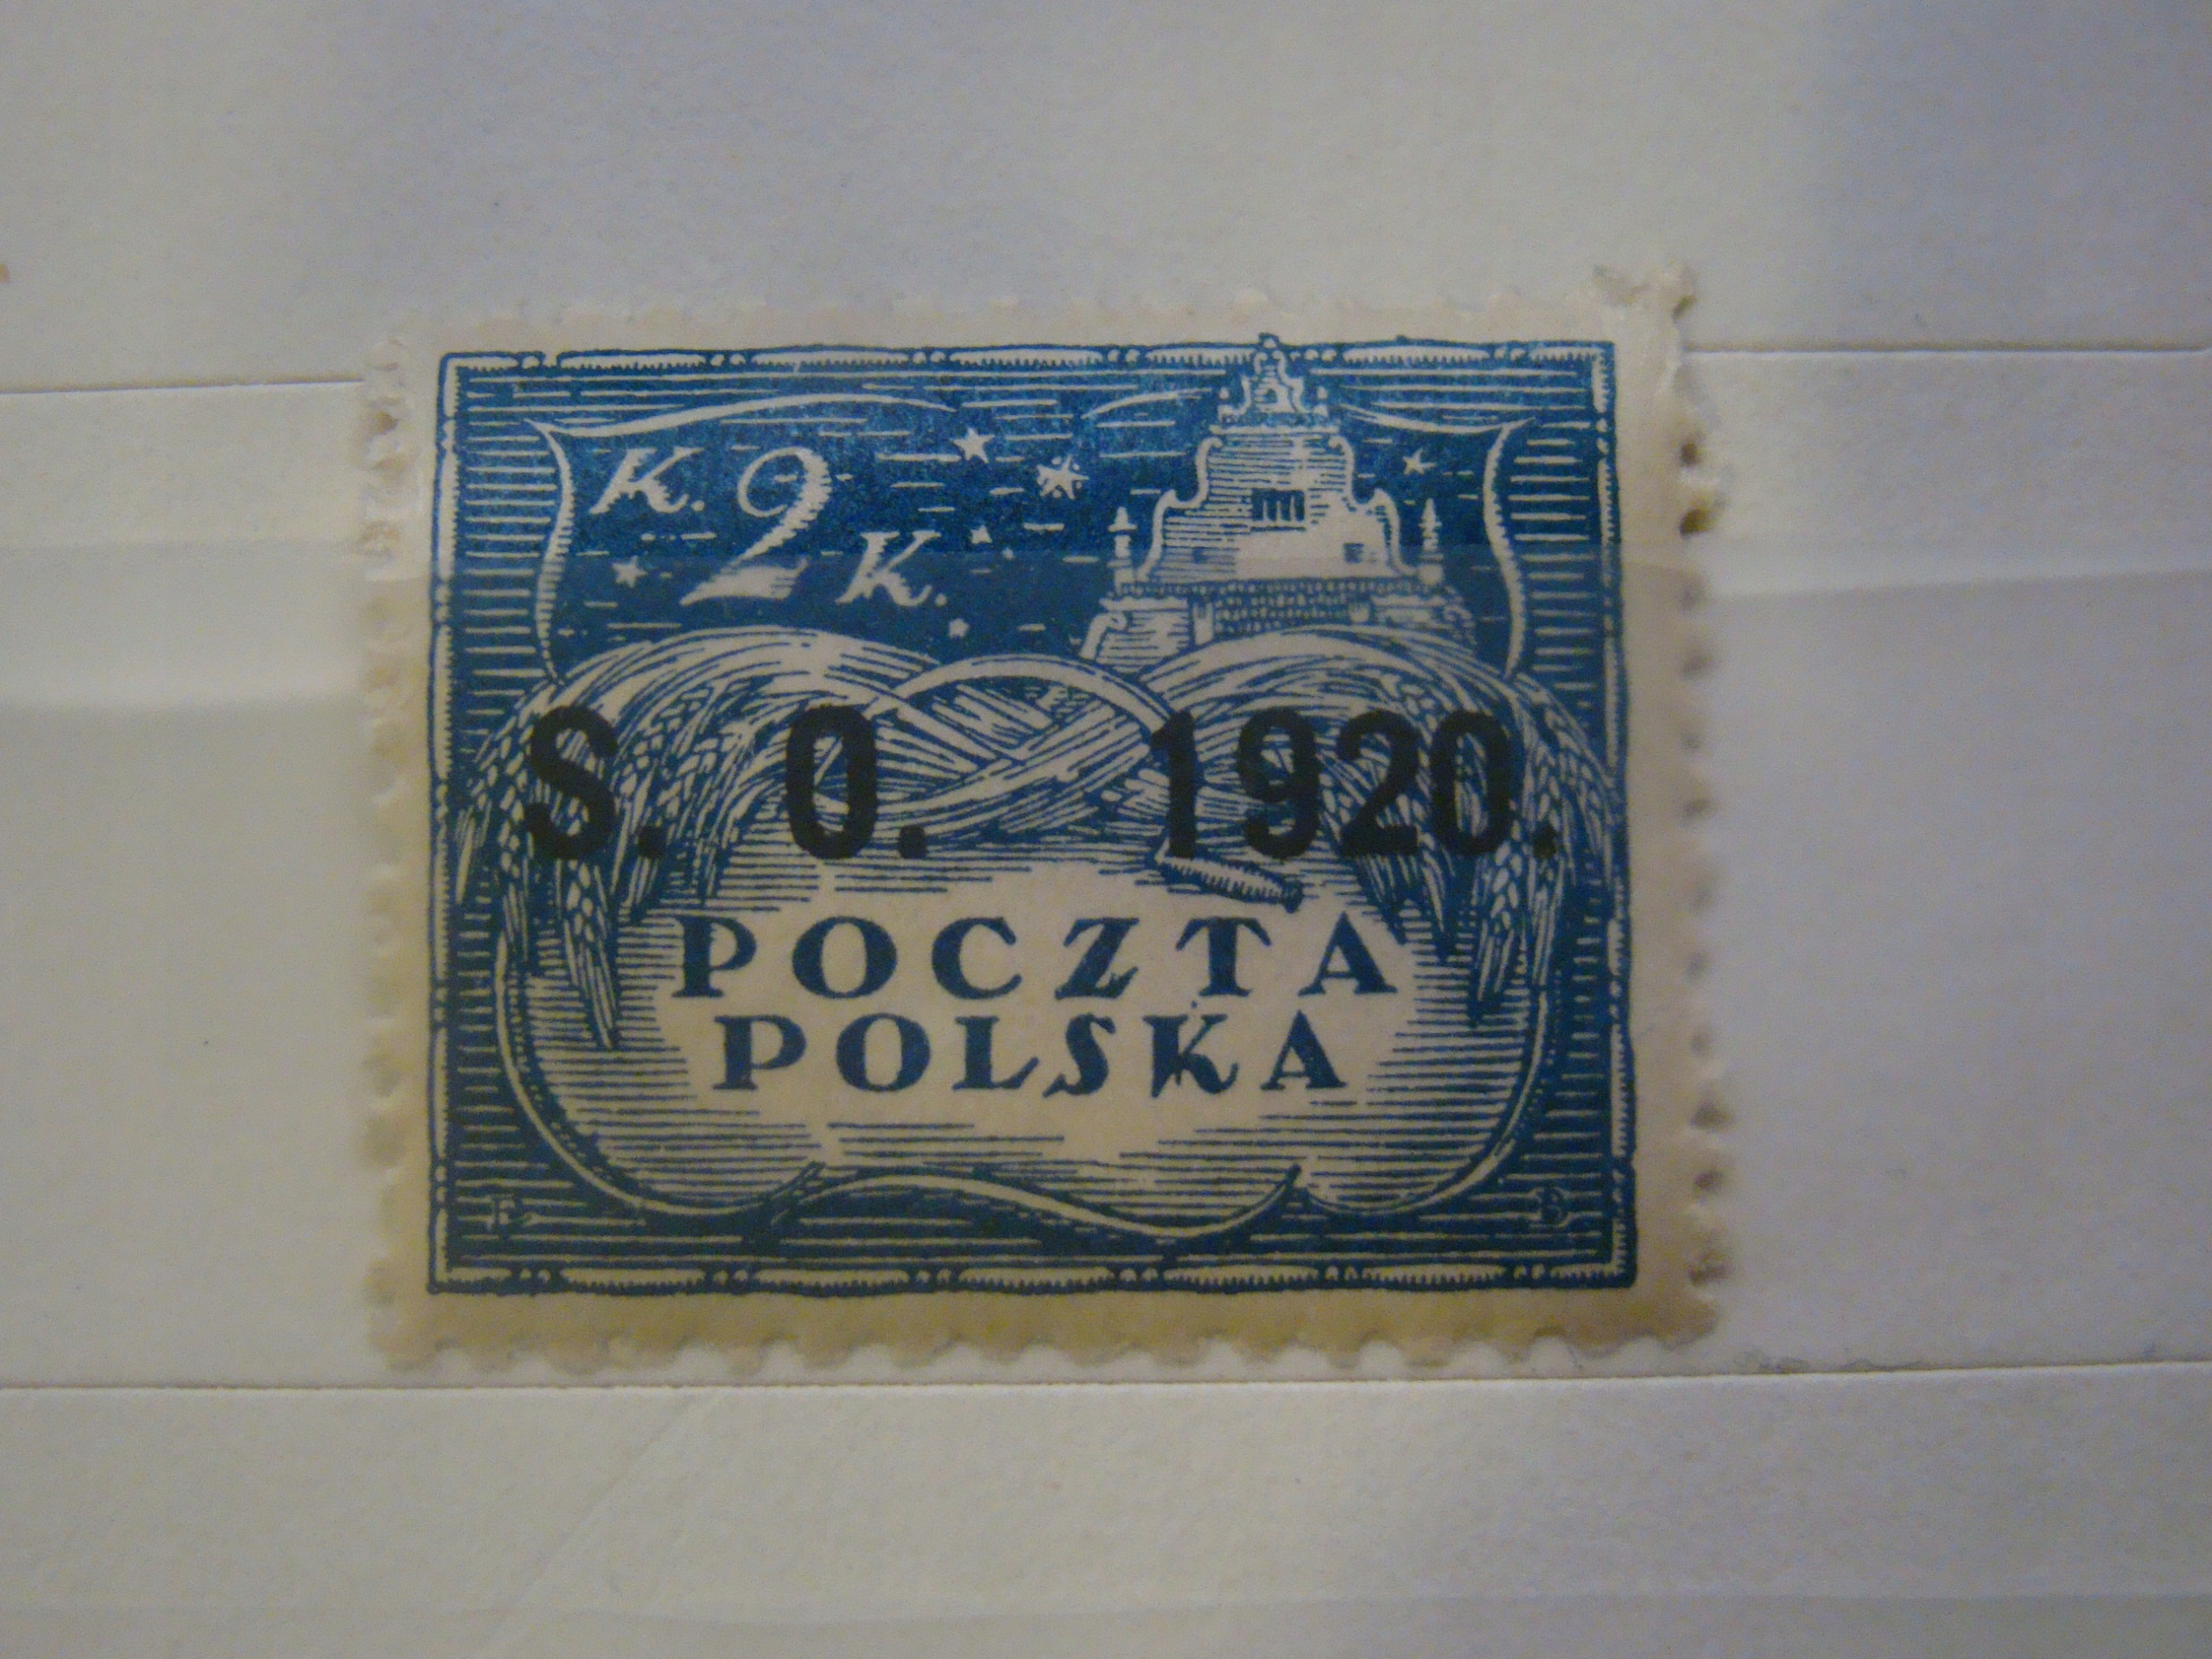 K. 2 K.
S. O. 1920.
POCZTA
POLSKA
E B